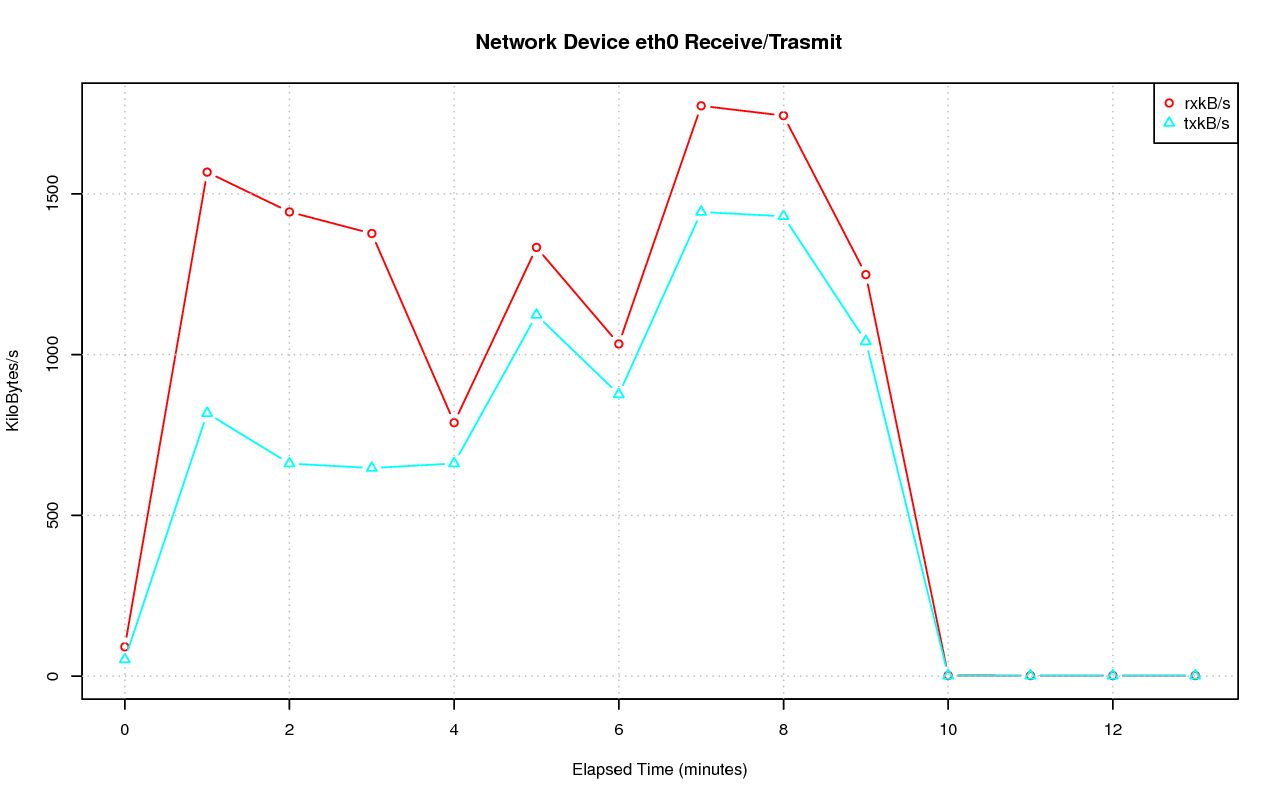 Network Device eth0 Receive/Trasmit
rxkB/s
txkB/s
1500
1000
500
0
KiloBytes/s
0 2 4 6 8 10 12
Elapsed Time (minutes)